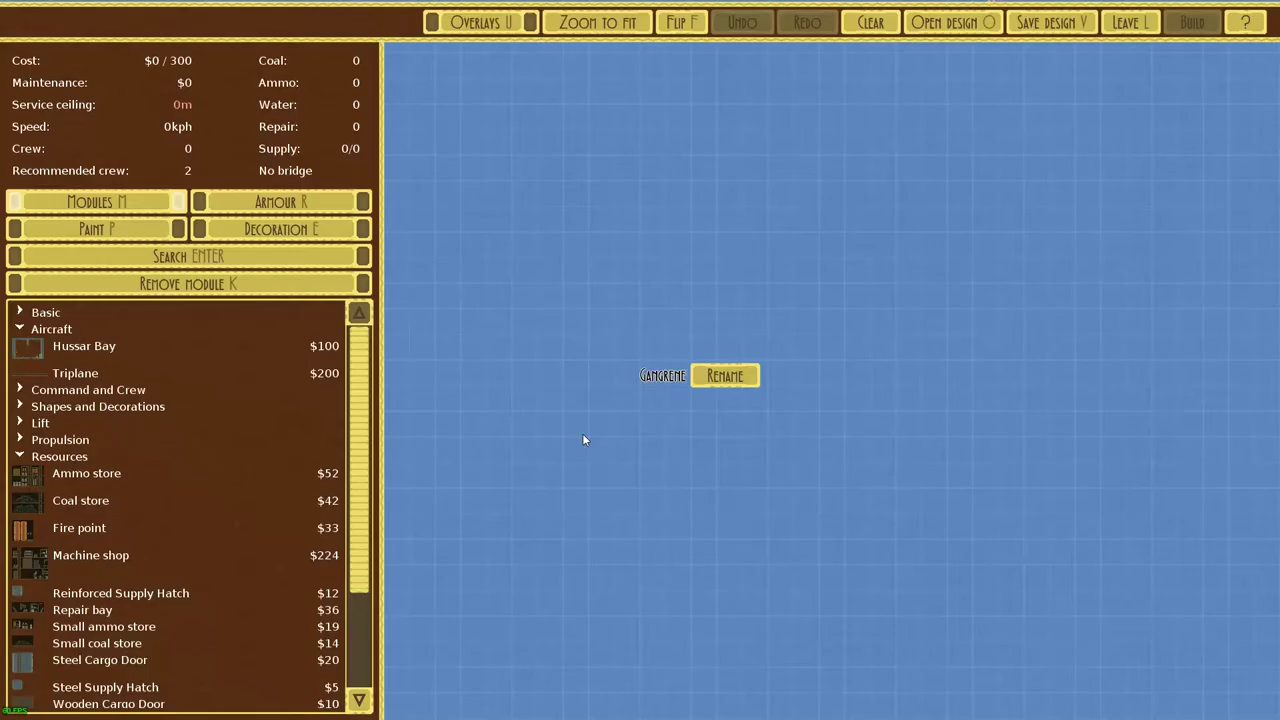 Overlays U Zoom to fit Flip F Undo Redo Clear Open design O Save design V Leave L Build ?
Cost: $0 / 300 Coal: 0
Maintenance: $0 Ammo: 0
Service ceiling: 0m Water: 0
Speed: 0kph Repair: 0
Crew: 0 Supply: 0/0
Recommended crew: 2 No bridge
Modules M Armour R
Paint P Decoration E
Search ENTER
Remove module K
Basic
Aircraft
Hussar Bay $100
Triplane $200
Command and Crew
Shapes and Decorations
Lift
Propulsion
Resources
Ammo store $52
Coal store $42
Fire point $33
Machine shop $224
Reinforced Supply Hatch $12
Repair bay $36
Small ammo store $19
Small coal store $14
Steel Cargo Door $20
Steel Supply Hatch $5
Wooden Cargo Door $10
Gangrene Rename